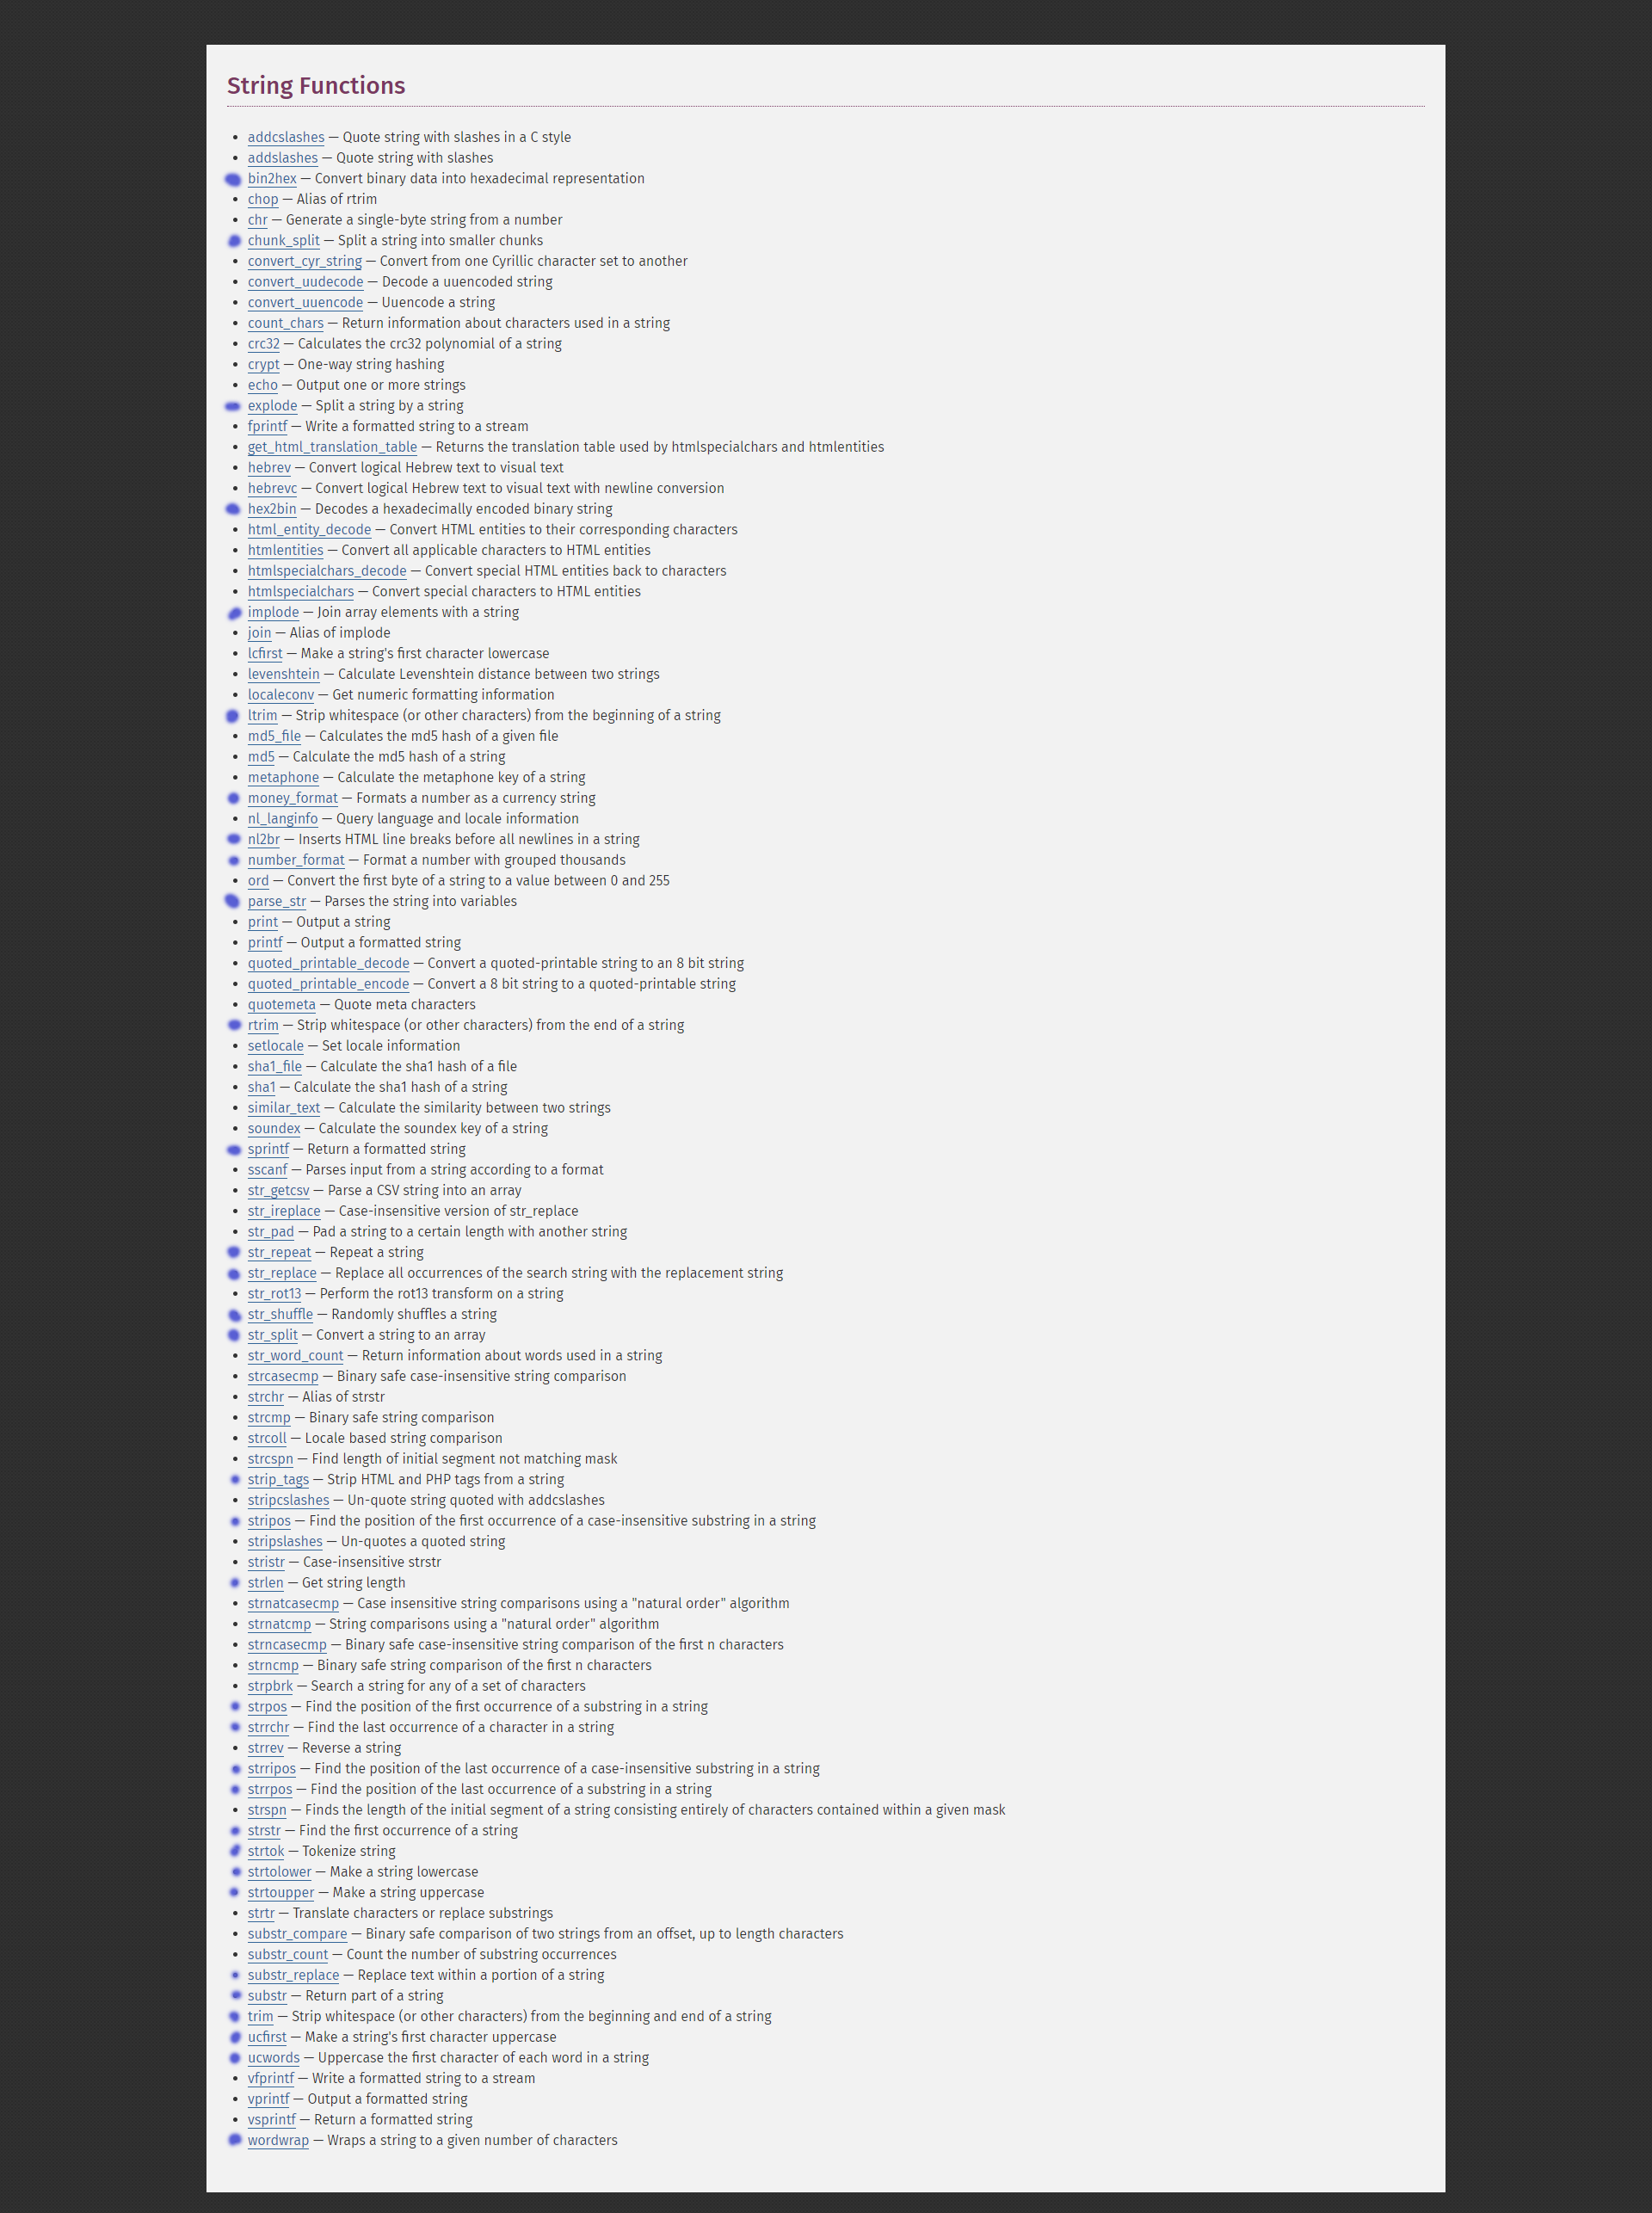 String Functions
addcslashes — Quote string with slashes in a C style
addslashes — Quote string with slashes
bin2hex — Convert binary data into hexadecimal representation
chop — Alias of rtrim
chr — Generate a single-byte string from a number
chunk_split — Split a string into smaller chunks
convert_cyr_string — Convert from one Cyrillic character set to another
convert_uudecode — Decode a uuencoded string
convert_uuencode — Uuencode a string
count_chars — Return information about characters used in a string
crc32 — Calculates the crc32 polynomial of a string
crypt — One-way string hashing
echo — Output one or more strings
explode — Split a string by a string
fprintf — Write a formatted string to a stream
get_html_translation_table — Returns the translation table used by htmlspecialchars and htmlentities
hebrev — Convert logical Hebrew text to visual text
hebrevc — Convert logical Hebrew text to visual text with newline conversion
hex2bin — Decodes a hexadecimally encoded binary string
html_entity_decode — Convert HTML entities to their corresponding characters
htmlentities — Convert all applicable characters to HTML entities
htmlspecialchars_decode — Convert special HTML entities back to characters
htmlspecialchars — Convert special characters to HTML entities
implode — Join array elements with a string
join — Alias of implode
lcfirst — Make a string's first character lowercase
levenshtein — Calculate Levenshtein distance between two strings
localeconv — Get numeric formatting information
ltrim — Strip whitespace (or other characters) from the beginning of a string
md5_file — Calculates the md5 hash of a given file
md5 — Calculate the md5 hash of a string
metaphone — Calculate the metaphone key of a string
money_format — Formats a number as a currency string
nl_langinfo — Query language and locale information
nl2br — Inserts HTML line breaks before all newlines in a string
number_format — Format a number with grouped thousands
ord — Convert the first byte of a string to a value between 0 and 255
parse_str — Parses the string into variables
print — Output a string
printf — Output a formatted string
quoted_printable_decode — Convert a quoted-printable string to an 8 bit string
quoted_printable_encode — Convert a 8 bit string to a quoted-printable string
quotemeta — Quote meta characters
rtrim — Strip whitespace (or other characters) from the end of a string
setlocale — Set locale information
sha1_file — Calculate the sha1 hash of a file
sha1 — Calculate the sha1 hash of a string
similar_text — Calculate the similarity between two strings
soundex — Calculate the soundex key of a string
sprintf — Return a formatted string
sscanf — Parses input from a string according to a format
str_getcsv — Parse a CSV string into an array
str_ireplace — Case-insensitive version of str_replace
str_pad — Pad a string to a certain length with another string
str_repeat — Repeat a string
str_replace — Replace all occurrences of the search string with the replacement string
str_rot13 — Perform the rot13 transform on a string
str_shuffle — Randomly shuffles a string
str_split — Convert a string to an array
str_word_count — Return information about words used in a string
strcasecmp — Binary safe case-insensitive string comparison
strchr — Alias of strstr
strcmp — Binary safe string comparison
strcoll — Locale based string comparison
strcspn — Find length of initial segment not matching mask
strip_tags — Strip HTML and PHP tags from a string
stripcslashes — Un-quote string quoted with addcslashes
stripos — Find the position of the first occurrence of a case-insensitive substring in a string
stripslashes — Un-quotes a quoted string
stristr — Case-insensitive strstr
strlen — Get string length
strnatcasecmp — Case insensitive string comparisons using a "natural order" algorithm
strnatcmp — String comparisons using a "natural order" algorithm
strncasecmp — Binary safe case-insensitive string comparison of the first n characters
strncmp — Binary safe string comparison of the first n characters
strpbrk — Search a string for any of a set of characters
strpos — Find the position of the first occurrence of a substring in a string
strrchr — Find the last occurrence of a character in a string
strrev — Reverse a string
strripos — Find the position of the last occurrence of a case-insensitive substring in a string
strrpos — Find the position of the last occurrence of a substring in a string
strspn — Finds the length of the initial segment of a string consisting entirely of characters contained within a given mask
strstr — Find the first occurrence of a string
strtok — Tokenize string
strtolower — Make a string lowercase
strtoupper — Make a string uppercase
strtr — Translate characters or replace substrings
substr_compare — Binary safe comparison of two strings from an offset, up to length characters
substr_count — Count the number of substring occurrences
substr_replace — Replace text within a portion of a string
substr — Return part of a string
trim — Strip whitespace (or other characters) from the beginning and end of a string
ucfirst — Make a string's first character uppercase
ucwords — Uppercase the first character of each word in a string
vfprintf — Write a formatted string to a stream
vprintf — Output a formatted string
vsprintf — Return a formatted string
wordwrap — Wraps a string to a given number of characters